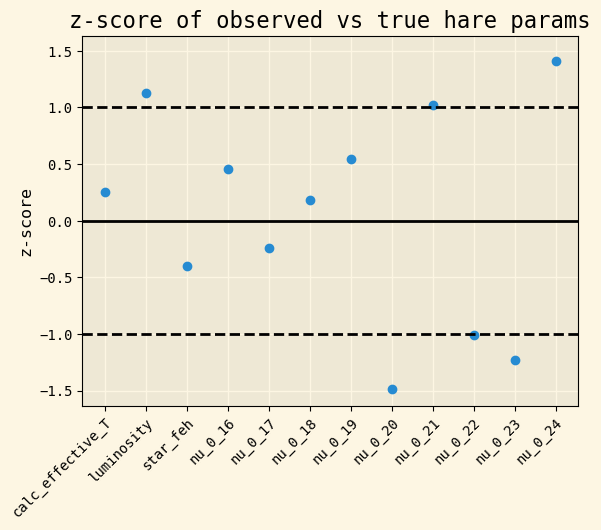 z-score of observed vs true hare params
z-score
1.5
1.0
0.5
0.0
−0.5
−1.0
−1.5
calc_effective_T
luminosity
star_feh
nu_0_16
nu_0_17
nu_0_18
nu_0_19
nu_0_20
nu_0_21
nu_0_22
nu_0_23
nu_0_24